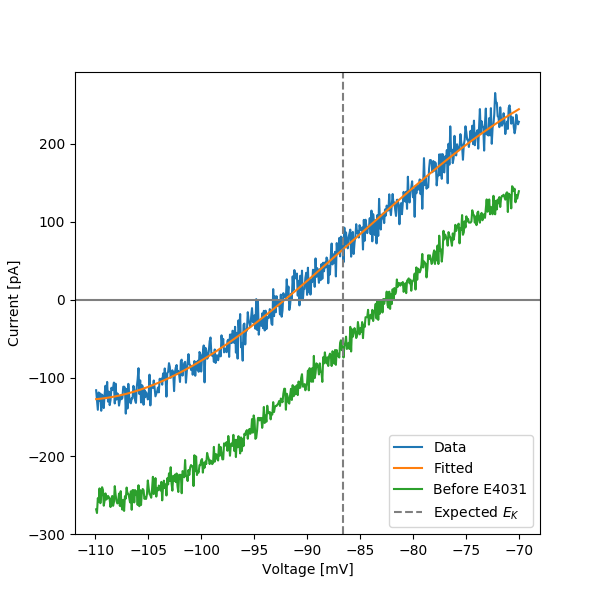 200
100
0
−100
−200
−300
Current [pA]
−110 −105 −100 −95 −90 −85 −80 −75 −70
Voltage [mV]
Data
Fitted
Before E4031
Expected E_K